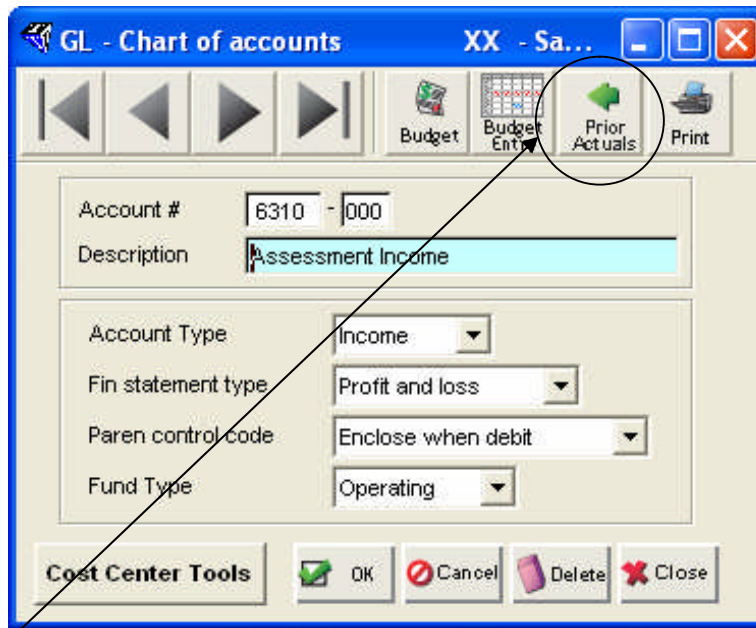 GL - Chart of accounts XX - Sa...
Budget
Budget Entry
Prior Actuals
Print
Account # 6310 - 000
Description Assessment Income
Account Type Income
Fin statement type Profit and loss
Paren control code Enclose when debit
Fund Type Operating
Cost Center Tools OK Cancel Delete Close